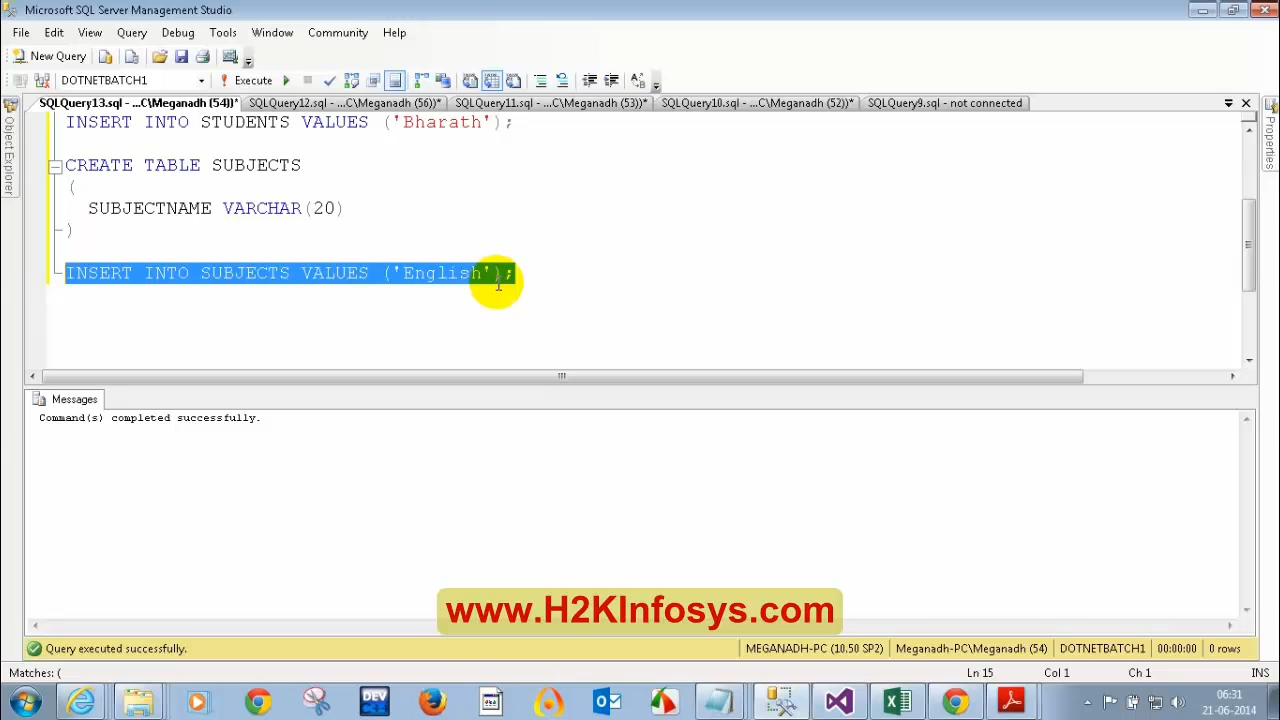 Microsoft SQL Server Management Studio
File Edit View Query Debug Tools Window Community Help
New Query
DOTNETBATCH1 Execute
SQLQuery13.sql - ...C\Meganadh (54))* SQLQuery12.sql - ...C\Meganadh (56))* SQLQuery11.sql - ...C\Meganadh (53))* SQLQuery10.sql - ...C\Meganadh (52))* SQLQuery9.sql - not connected
Object Explorer
Properties
INSERT INTO STUDENTS VALUES ('Bharath');
CREATE TABLE SUBJECTS
(
SUBJECTNAME VARCHAR(20)
)
INSERT INTO SUBJECTS VALUES ('English');
Messages
Command(s) completed successfully.
www.H2KInfosys.com
Query executed successfully. MEGANADH-PC (10.50 SP2) Meganadh-PC\Meganadh (54) DOTNETBATCH1 00:00:00 0 rows
Matches: ( Ln 15 Col 1 Ch 1 INS
DEV
06:31
21-06-2014